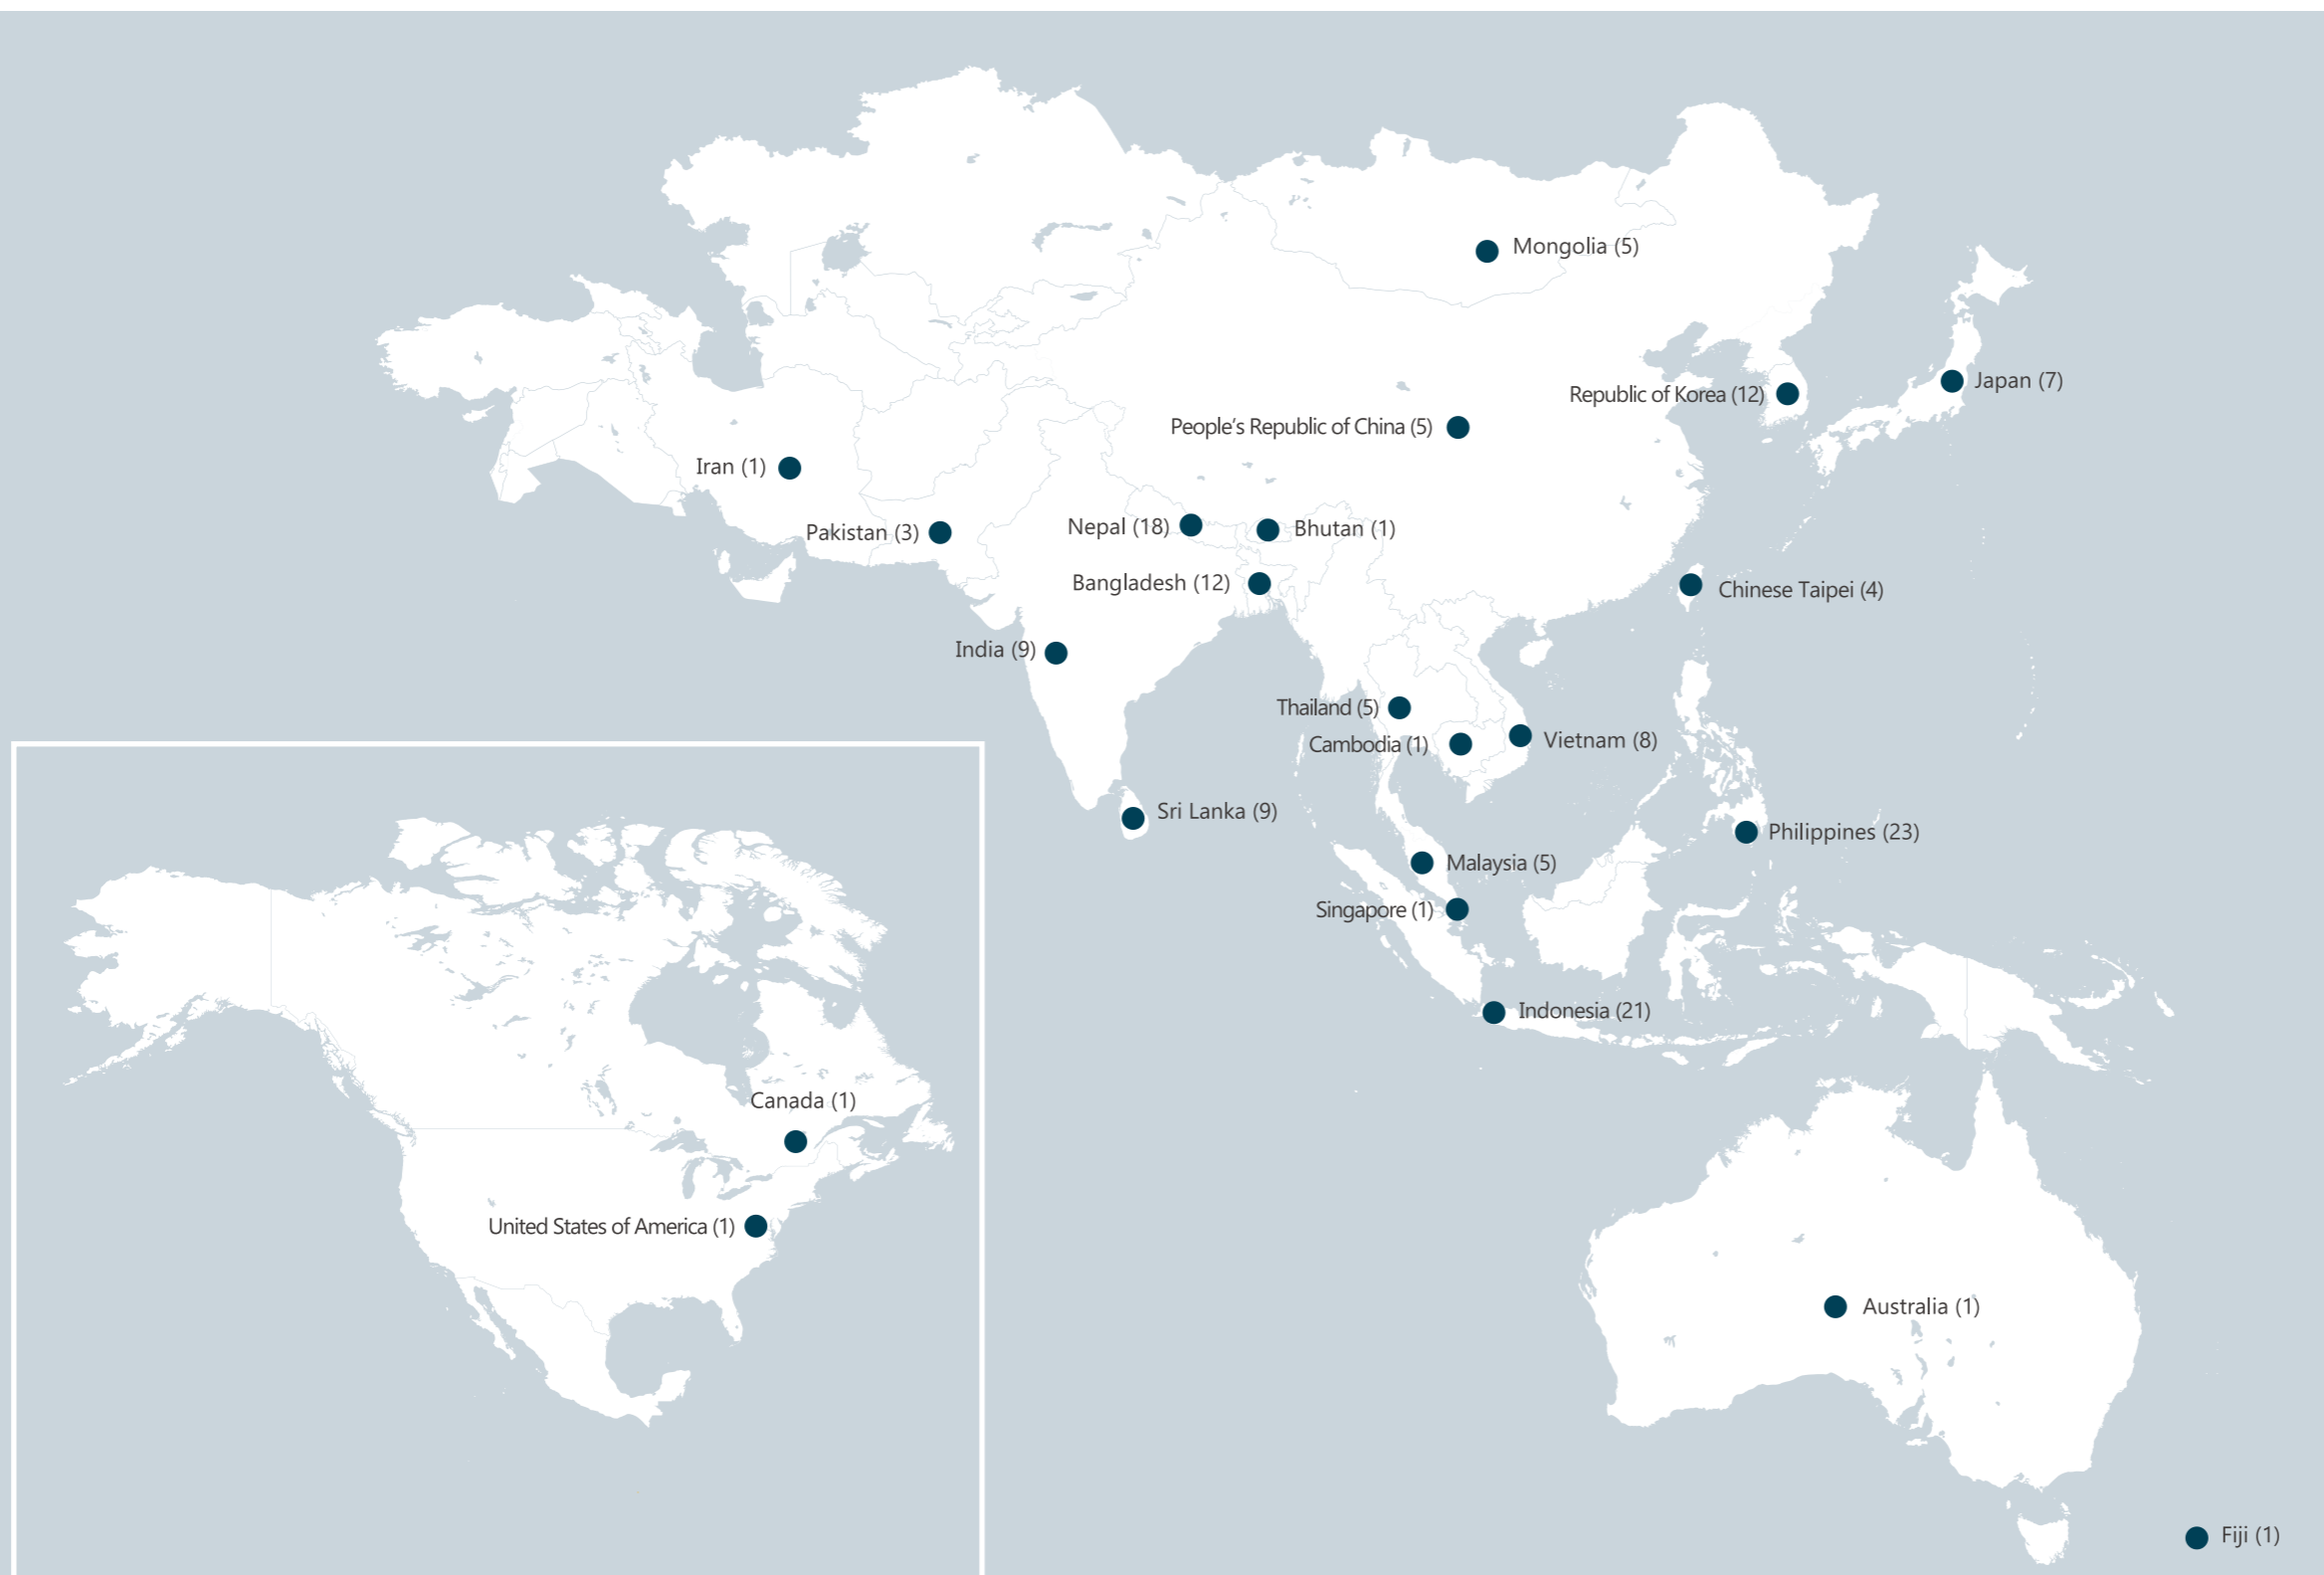 Mongolia (5)
Japan (7)
Republic of Korea (12)
People’s Republic of China (5)
Iran (1)
Nepal (18)
Bhutan (1)
Pakistan (3)
Bangladesh (12)
Chinese Taipei (4)
India (9)
Thailand (5)
Cambodia (1)
Vietnam (8)
Sri Lanka (9)
Philippines (23)
Malaysia (5)
Singapore (1)
Indonesia (21)
Canada (1)
United States of America (1)
Australia (1)
Fiji (1)